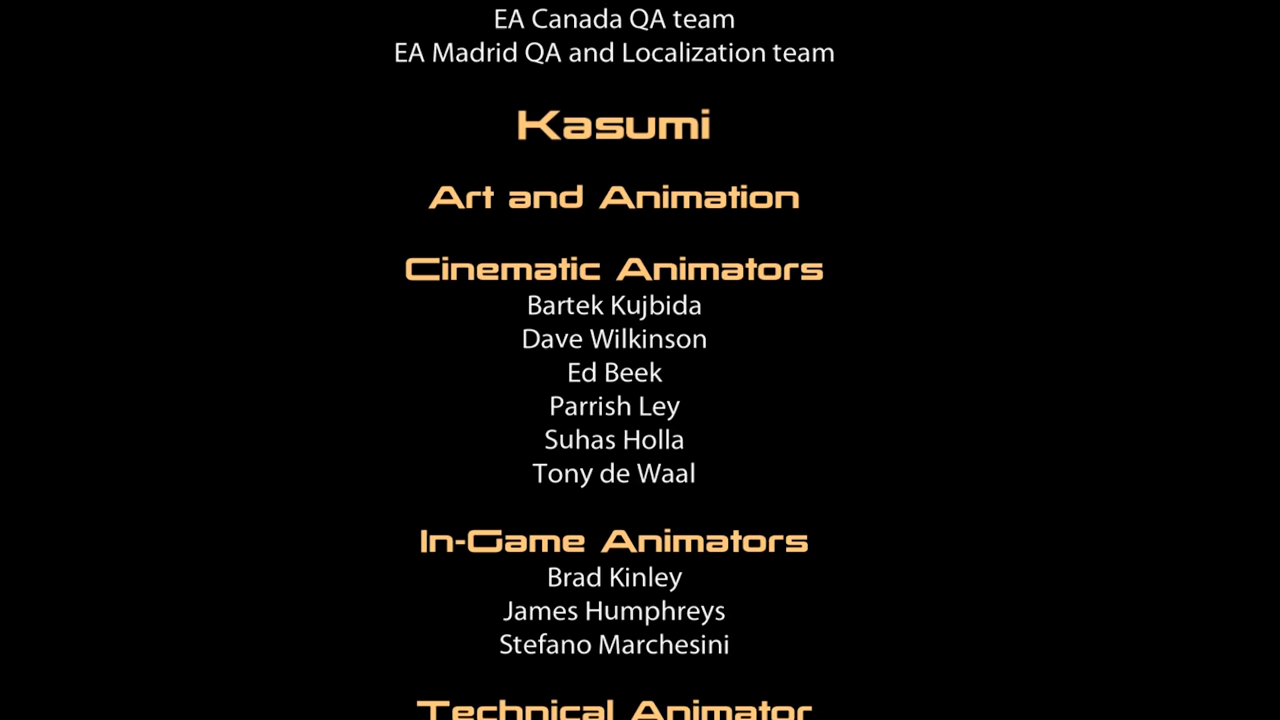 EA Canada QA team
EA Madrid QA and Localization team
Kasumi
Art and Animation
Cinematic Animators
Bartek Kujbida
Dave Wilkinson
Ed Beek
Parrish Ley
Suhas Holla
Tony de Waal
In-Game Animators
Brad Kinley
James Humphreys
Stefano Marchesini
Technical Animator